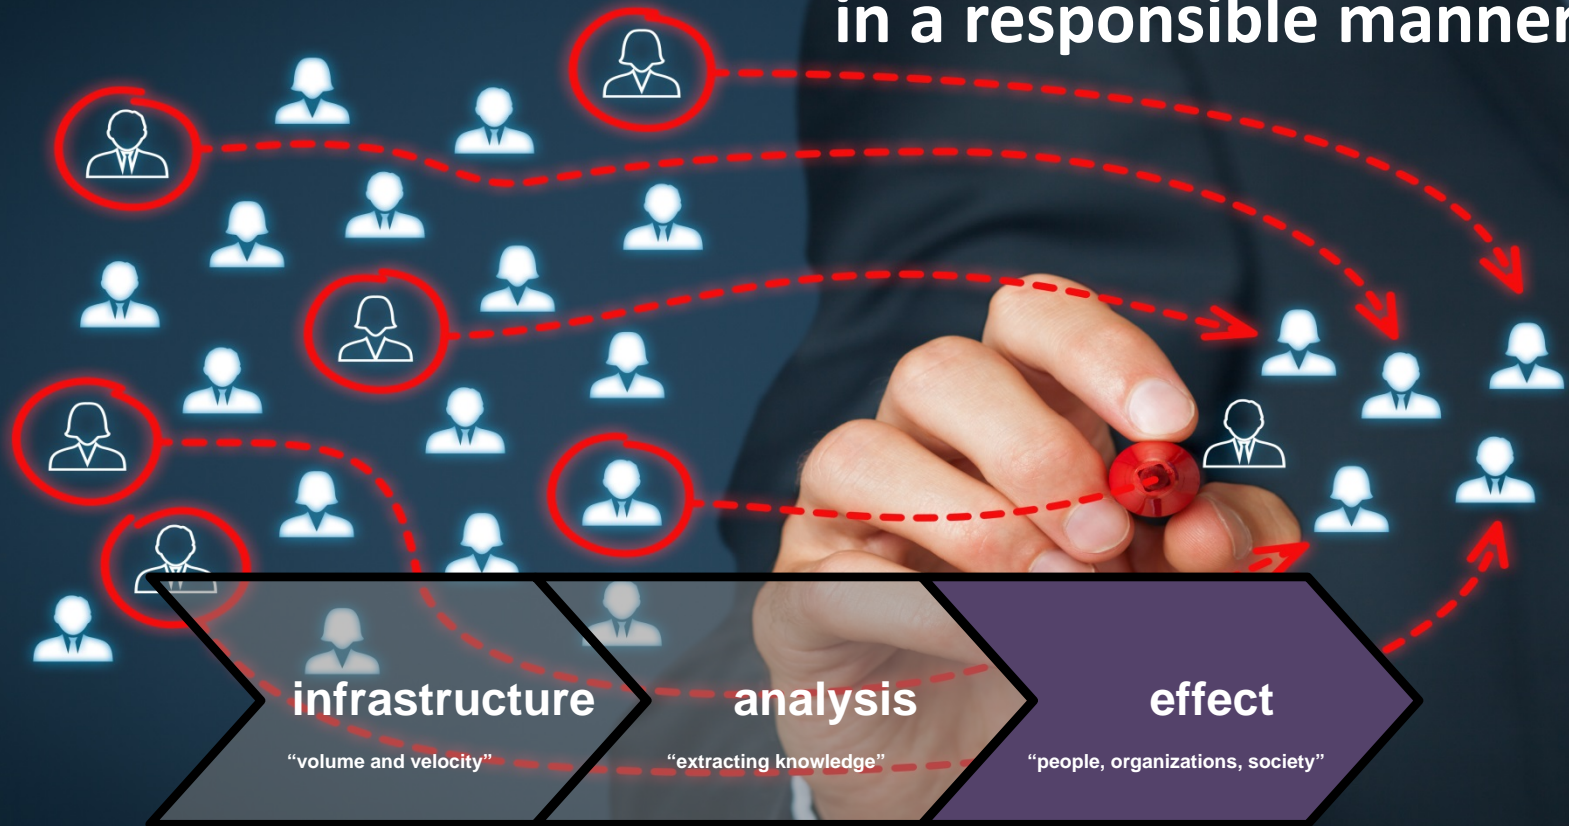 in a responsible manner
infrastructure
analysis
effect
“volume and velocity”
“extracting knowledge”
“people, organizations, society”